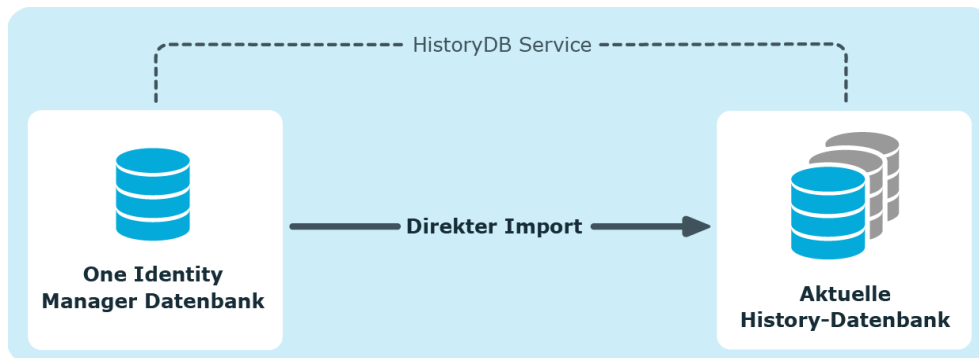 HistoryDB Service
Direkter Import
One Identity
Manager Datenbank
Aktuelle
History-Datenbank